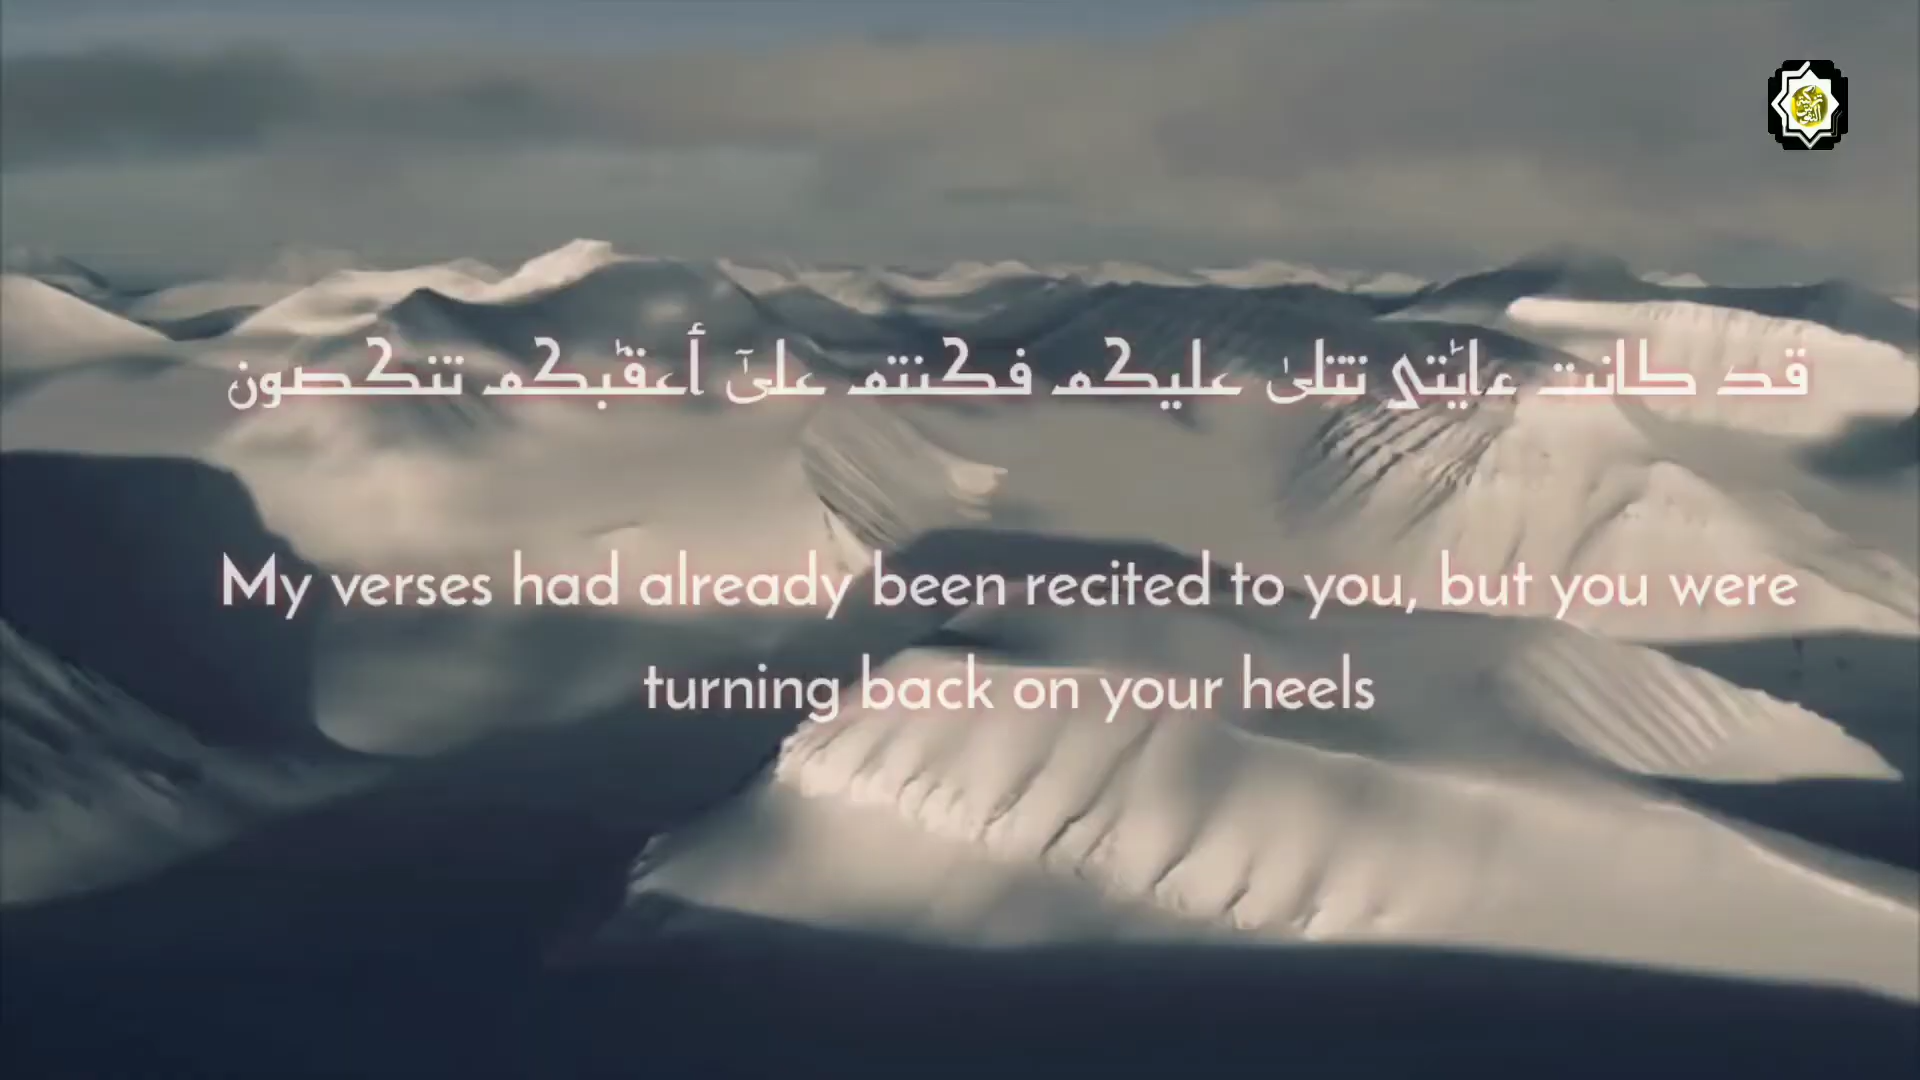 قد كانت ءايٰتى تتلىٰ عليكم فكنتم علىٰٓ أعقٰبكم تنكصون
My verses had already been recited to you, but you were
turning back on your heels